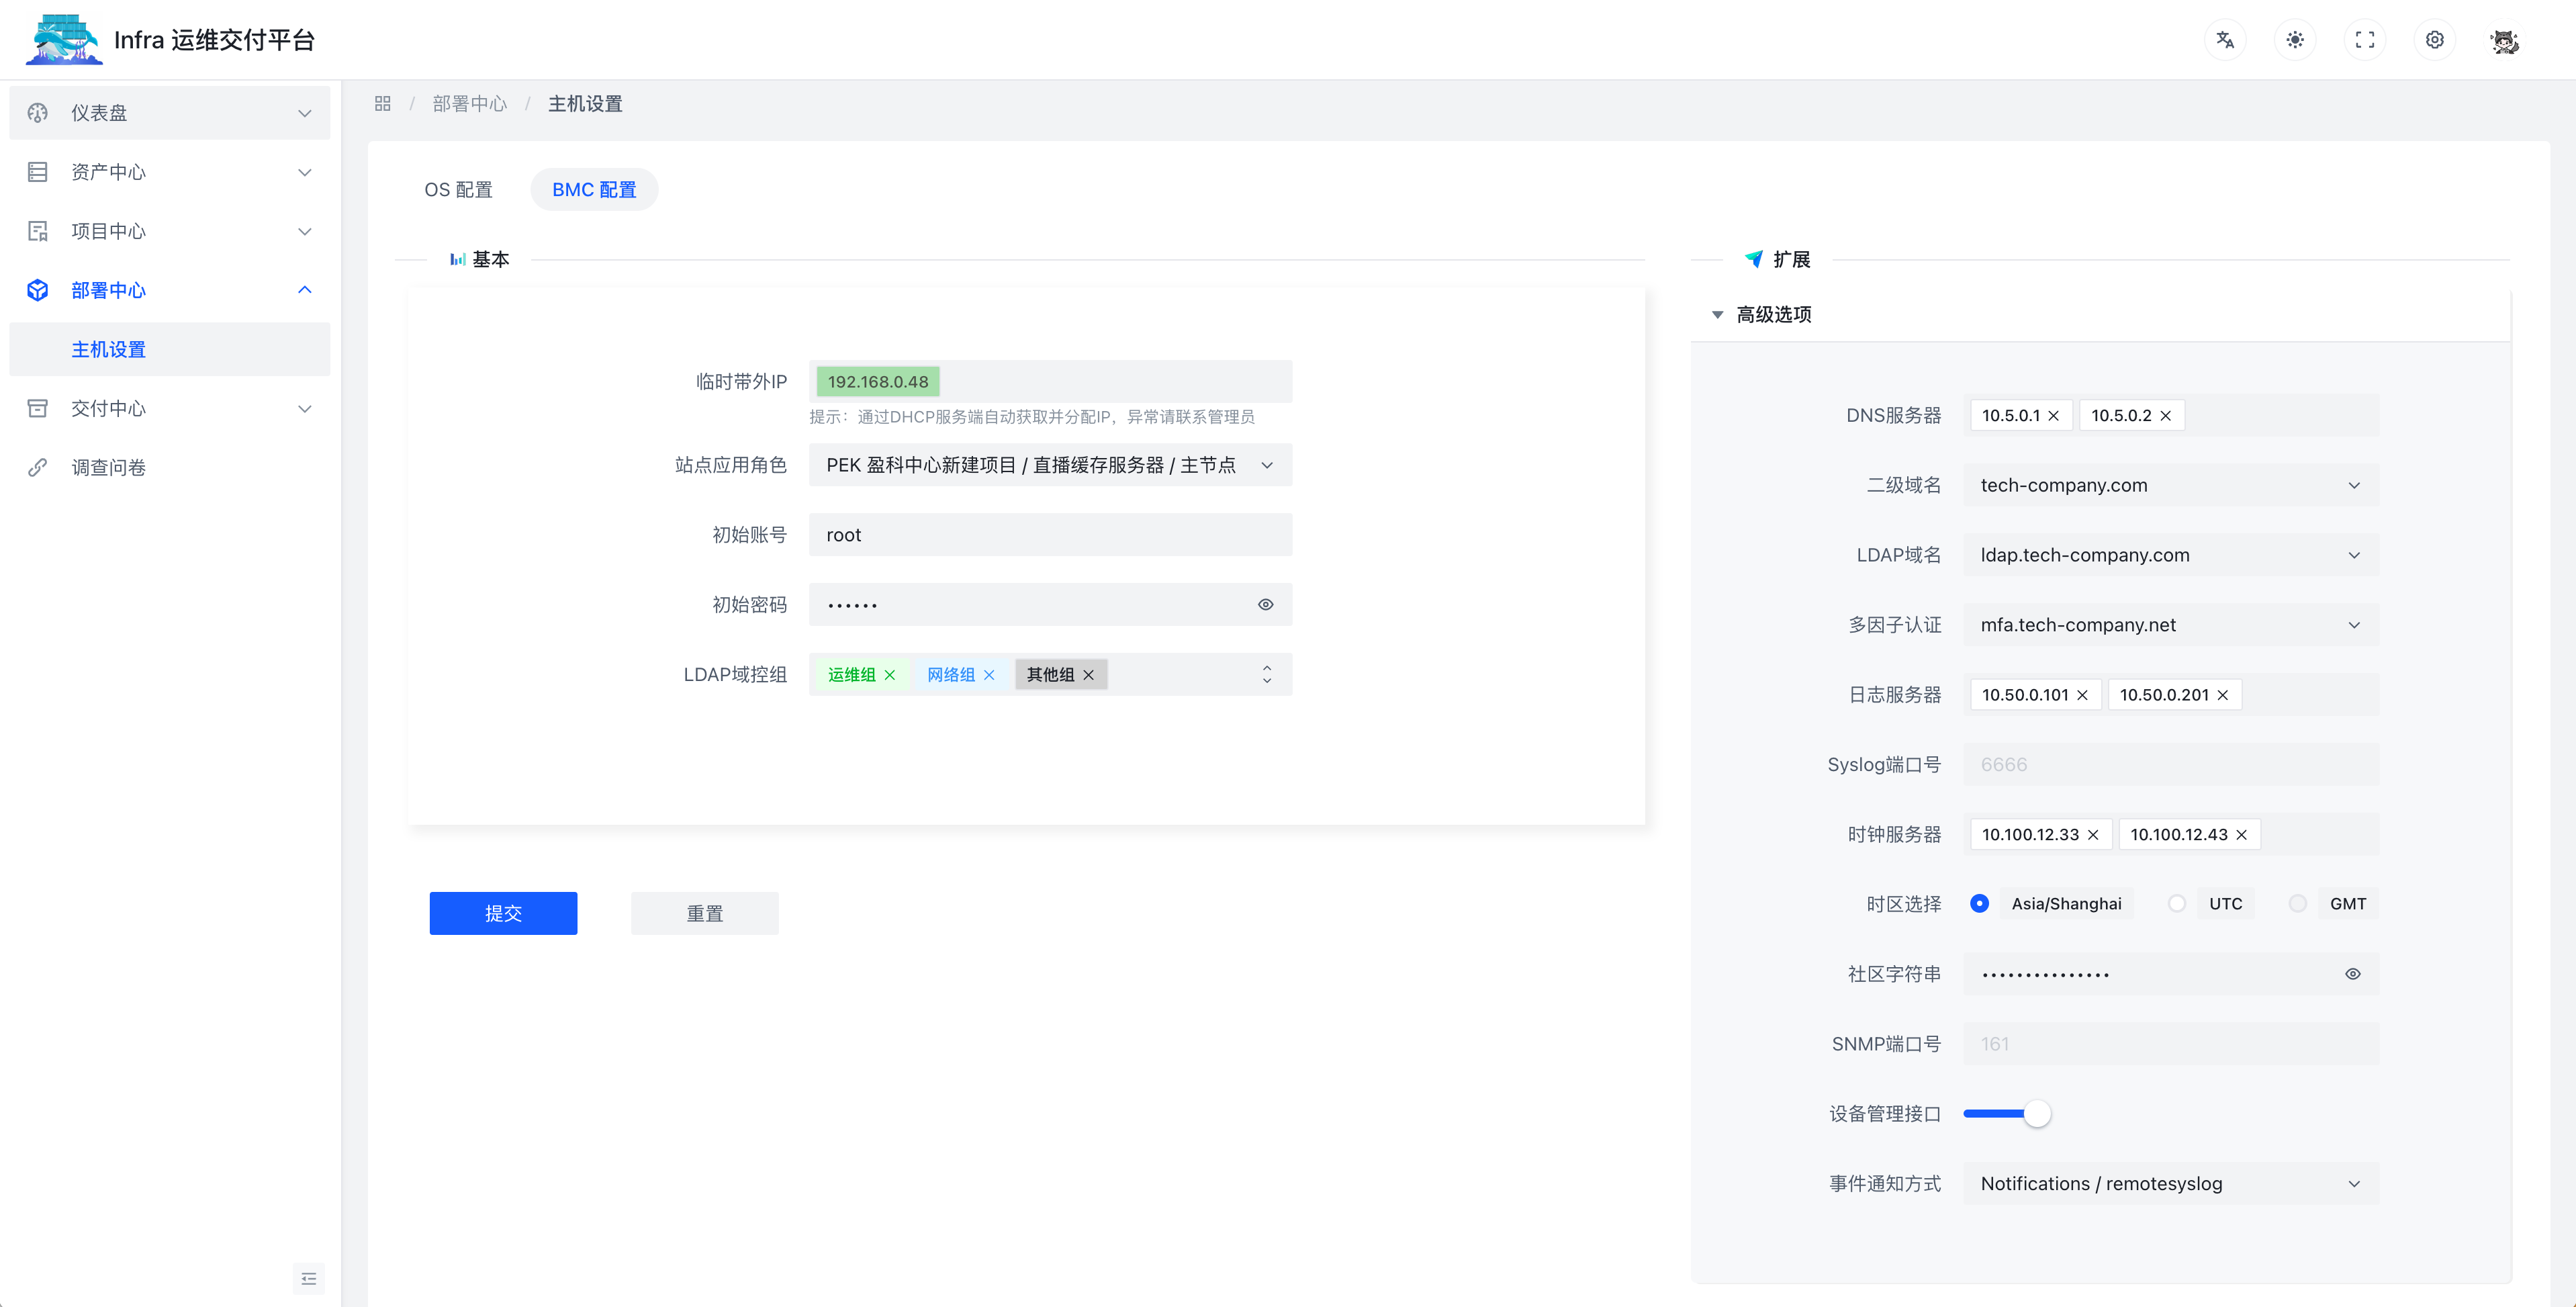 Infra 运维交付平台
仪表盘
资产中心
项目中心
部署中心
主机设置
交付中心
调查问卷
/ 部署中心 / 主机设置
OS 配置 BMC 配置
基本
临时带外IP 192.168.0.48
提示：通过DHCP服务端自动获取并分配IP，异常请联系管理员
站点应用角色 PEK 盈科中心新建项目 / 直播缓存服务器 / 主节点
初始账号 root
初始密码 ••••••
LDAP域控组 运维组 × 网络组 × 其他组 ×
提交 重置
扩展
高级选项
DNS服务器 10.5.0.1 × 10.5.0.2 ×
二级域名 tech-company.com
LDAP域名 ldap.tech-company.com
多因子认证 mfa.tech-company.net
日志服务器 10.50.0.101 × 10.50.0.201 ×
Syslog端口号 6666
时钟服务器 10.100.12.33 × 10.100.12.43 ×
时区选择 Asia/Shanghai UTC GMT
社区字符串 •••••••••••••••
SNMP端口号 161
设备管理接口
事件通知方式 Notifications / remotesyslog